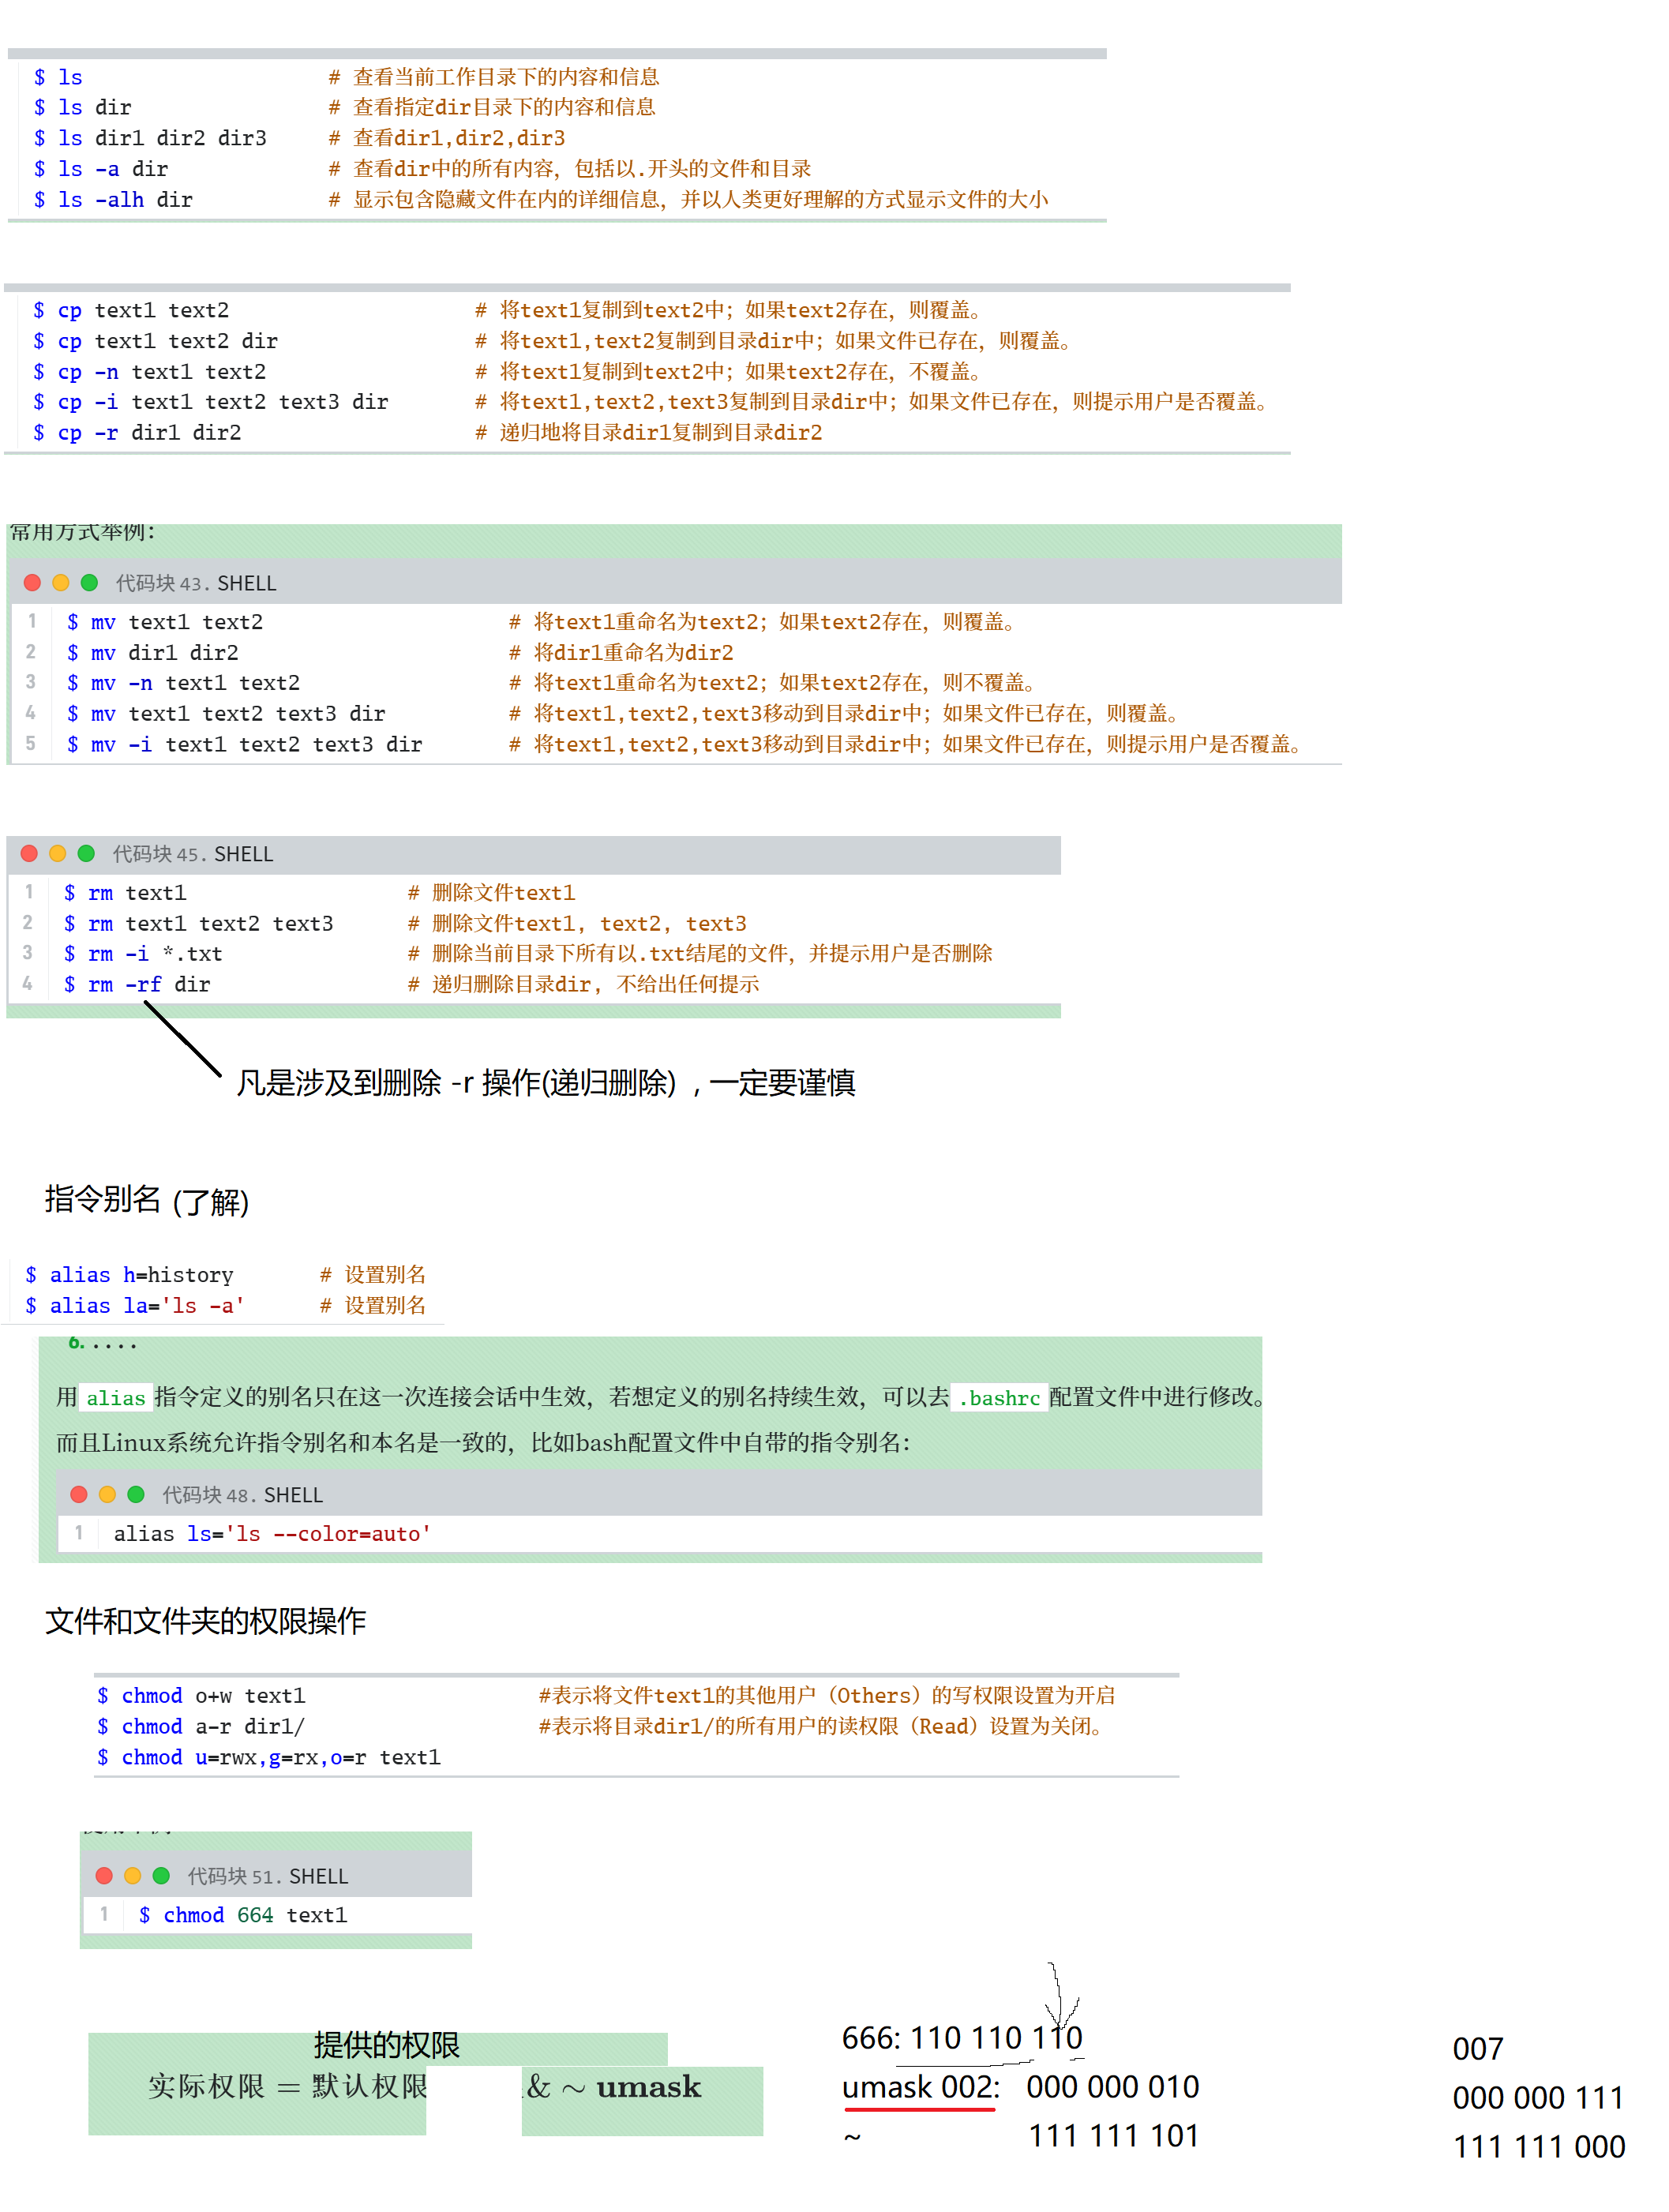 $ ls # 查看当前工作目录下的内容和信息
$ ls dir # 查看指定dir目录下的内容和信息
$ ls dir1 dir2 dir3 # 查看dir1,dir2,dir3
$ ls -a dir # 查看dir中的所有内容，包括以.开头的文件和目录
$ ls -alh dir # 显示包含隐藏文件在内的详细信息，并以人类更好理解的方式显示文件的大小
$ cp text1 text2 # 将text1复制到text2中；如果text2存在，则覆盖。
$ cp text1 text2 dir # 将text1,text2复制到目录dir中；如果文件已存在，则覆盖。
$ cp -n text1 text2 # 将text1复制到text2中；如果text2存在，不覆盖。
$ cp -i text1 text2 text3 dir # 将text1,text2,text3复制到目录dir中；如果文件已存在，则提示用户是否覆盖。
$ cp -r dir1 dir2 # 递归地将目录dir1复制到目录dir2
常用方式举例：
代码块 43. SHELL
1 $ mv text1 text2 # 将text1重命名为text2；如果text2存在，则覆盖。
2 $ mv dir1 dir2 # 将dir1重命名为dir2
3 $ mv -n text1 text2 # 将text1重命名为text2；如果text2存在，则不覆盖。
4 $ mv text1 text2 text3 dir # 将text1,text2,text3移动到目录dir中；如果文件已存在，则覆盖。
5 $ mv -i text1 text2 text3 dir # 将text1,text2,text3移动到目录dir中；如果文件已存在，则提示用户是否覆盖。
代码块 45. SHELL
1 $ rm text1 # 删除文件text1
2 $ rm text1 text2 text3 # 删除文件text1, text2, text3
3 $ rm -i *.txt # 删除当前目录下所有以.txt结尾的文件，并提示用户是否删除
4 $ rm -rf dir # 递归删除目录dir, 不给出任何提示
凡是涉及到删除 -r 操作(递归删除) , 一定要谨慎
指令别名 (了解)
$ alias h=history # 设置别名
$ alias la='ls -a' # 设置别名
6. ....
用 alias 指令定义的别名只在这一次连接会话中生效，若想定义的别名持续生效，可以去 .bashrc 配置文件中进行修改。
而且Linux系统允许指令别名和本名是一致的，比如bash配置文件中自带的指令别名：
代码块 48. SHELL
1 alias ls='ls --color=auto'
文件和文件夹的权限操作
$ chmod o+w text1 #表示将文件text1的其他用户（Others）的写权限设置为开启
$ chmod a-r dir1/ #表示将目录dir1/的所有用户的读权限（Read）设置为关闭。
$ chmod u=rwx,g=rx,o=r text1
代码块 51. SHELL
1 $ chmod 664 text1
提供的权限
实际权限 = 默认权限 & ~ umask
666: 110 110 110
umask 002: 000 000 010
~ 111 111 101
007
000 000 111
111 111 000